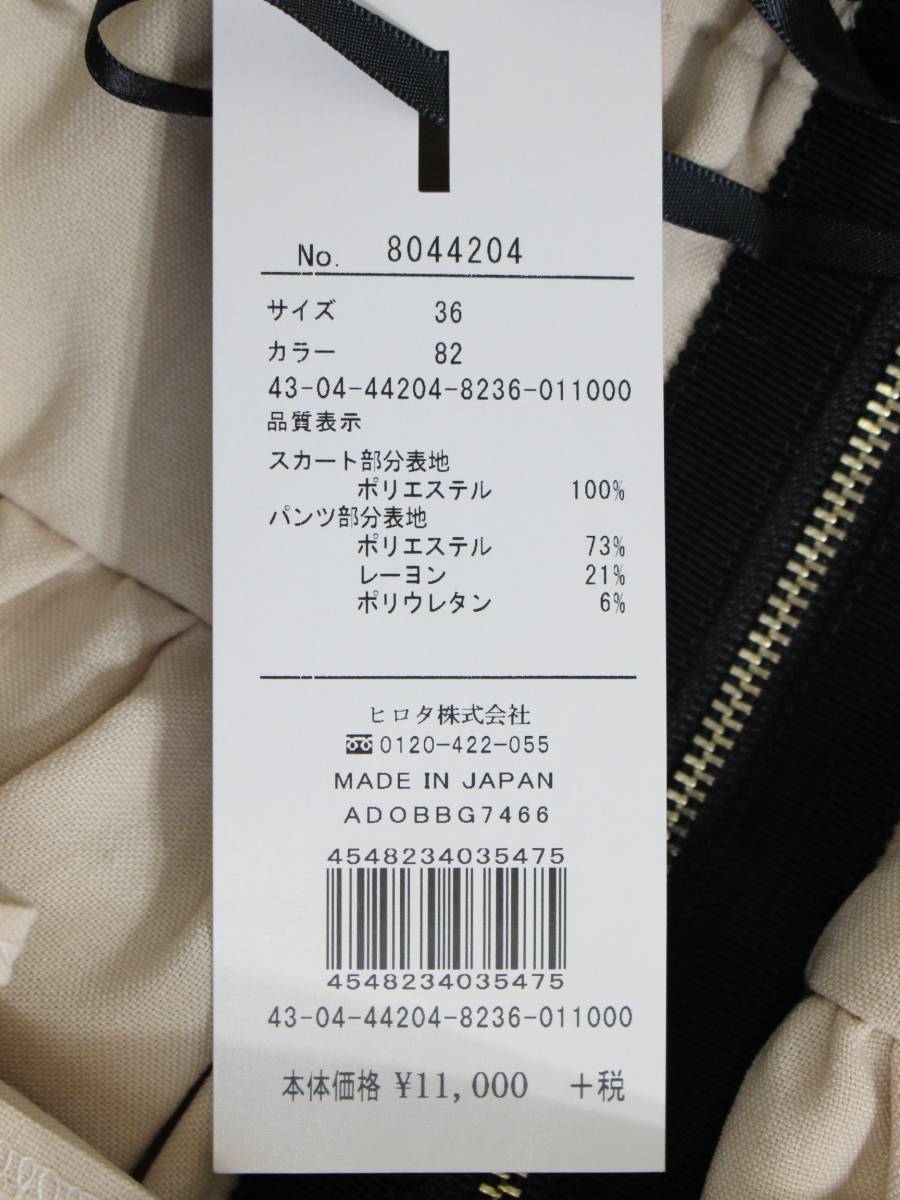 No. 8044204
サイズ 36
カラー 82
43-04-44204-8236-011000
品質表示
スカート部分表地
ポリエステル 100%
パンツ部分表地
ポリエステル 73%
レーヨン 21%
ポリウレタン 6%
ヒロタ株式会社
0120-422-055
MADE IN JAPAN
ADOBBG7466
4548234035475
4548234035475
43-04-44204-8236-011000
本体価格 ¥11,000 +税